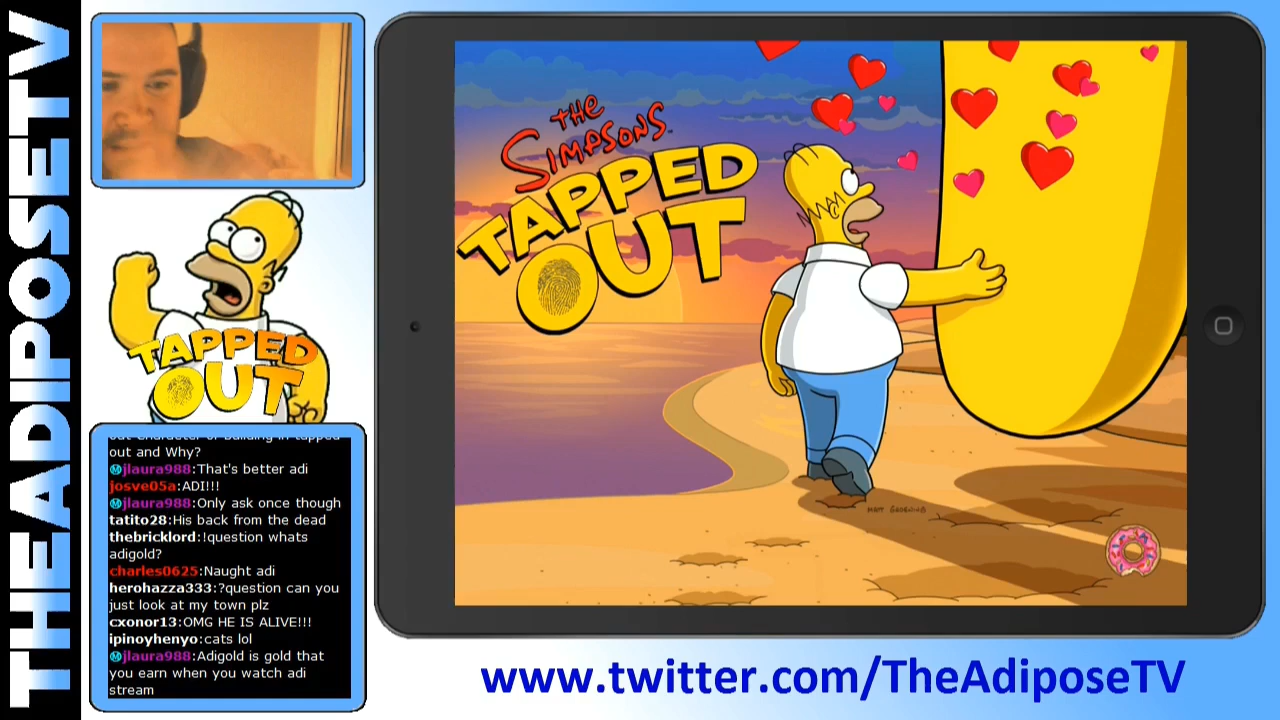 THEADIPOSETV
TAPPED
OUT
out and Why?
jlaura988:That's better adi
josve05a:ADI!!!
jlaura988:Only ask once though
tatito28:His back from the dead
thebricklord:!question whats
adigold?
charles0625:Naught adi
herohazza333:?question can you
just look at my town plz
cxonor13:OMG HE IS ALIVE!!!
ipinoyhenyo:cats lol
jlaura988:Adigold is gold that
you earn when you watch adi
stream
THE
SIMPSONS
TAPPED
OUT
MATT GROENING
www.twitter.com/TheAdiposeTV